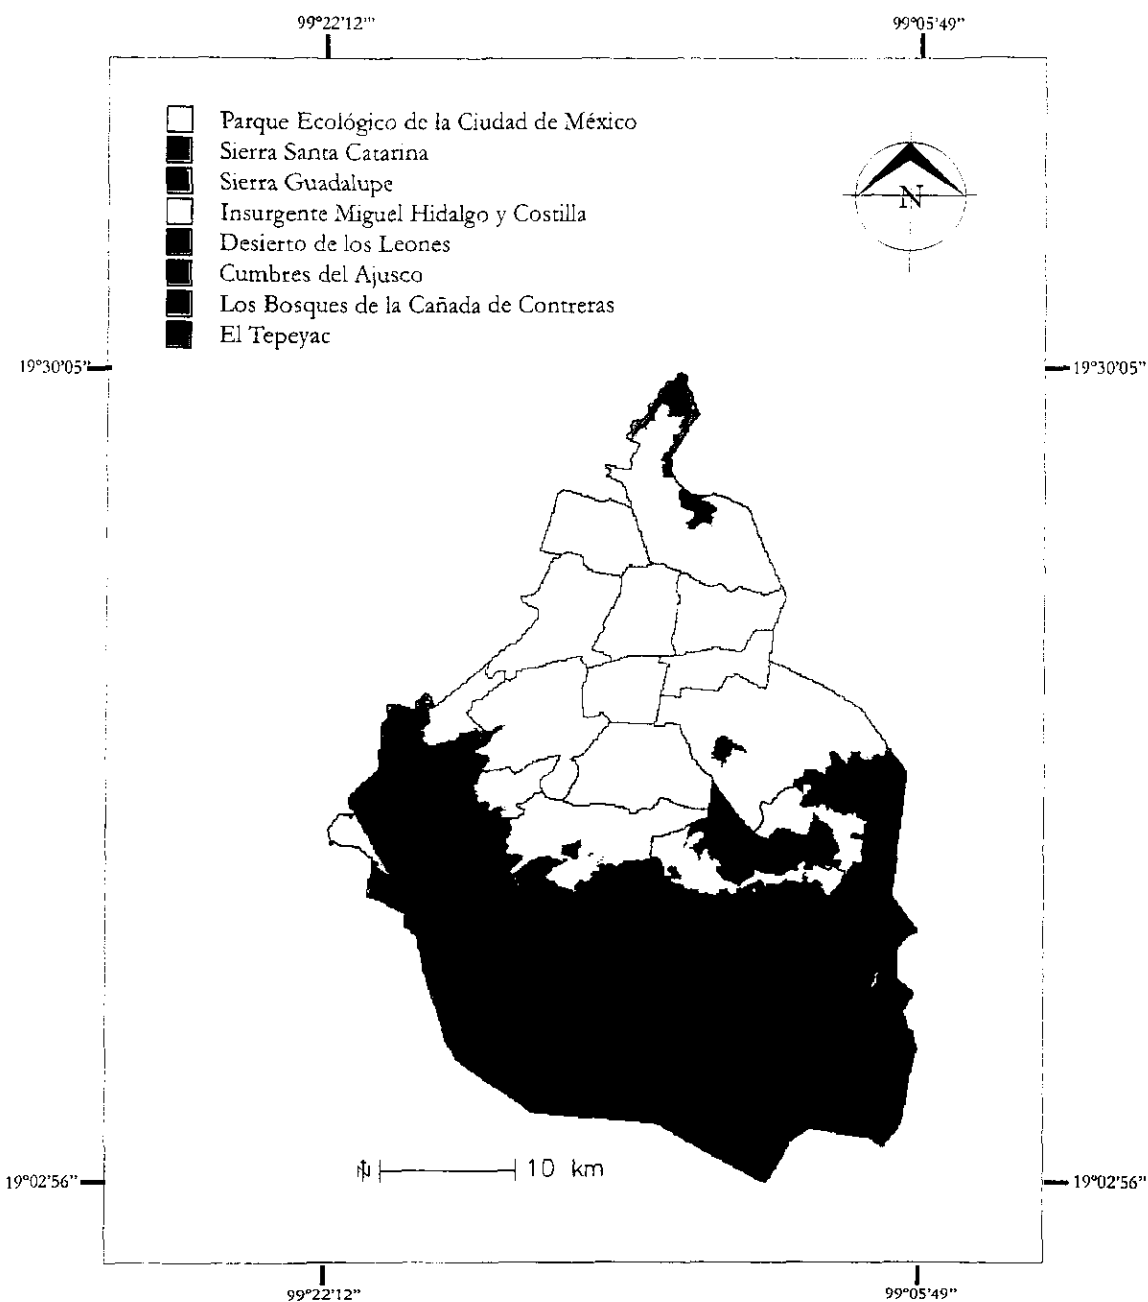 99°22'12'"
99°05'49"
Parque Ecológico de la Ciudad de México
Sierra Santa Catarina
Sierra Guadalupe
Insurgente Miguel Hidalgo y Costilla
Desierto de los Leones
Cumbres del Ajusco
Los Bosques de la Cañada de Contreras
El Tepeyac
N
19°30'05"
19°30'05"
N 10 km
19°02'56"
19°02'56"
99°22'12"
99°05'49"